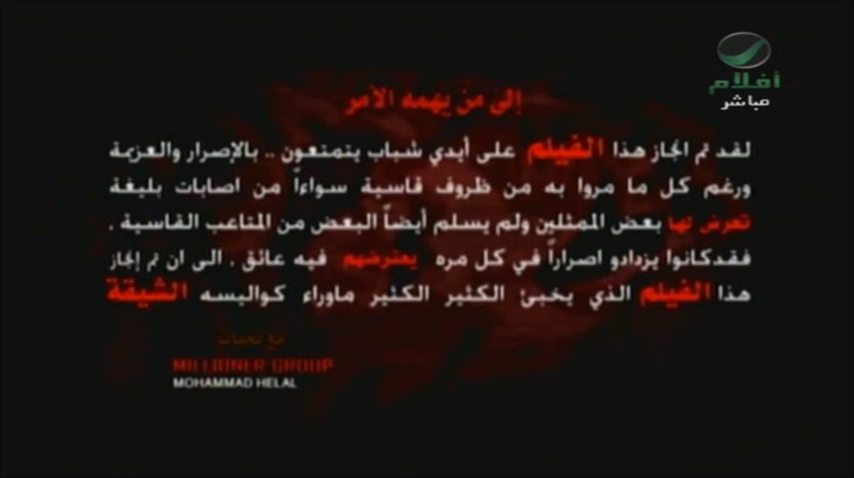 أفلام
مباشر
إلى من يهمه الأمر
لقد تم انجاز هذا الفيلم على أيدي شباب يتمتعون .. بالإصرار والعزيمة
ورغم كل ما مروا به من ظروف قاسية سواءاً من اصابات بليغة
تعرض لها بعض الممثلين ولم يسلم أيضاً البعض من المتاعب القاسية .
فقدكانوا يزدادو اصراراً في كل مره يعترضهم فيه عائق . الى ان تم إنجاز
هذا الفيلم الذي يخبئ الكثير الكثير ماوراء كواليسه الشيقة
مع تحيات
MILLIONER GROUP
MOHAMMAD HELAL